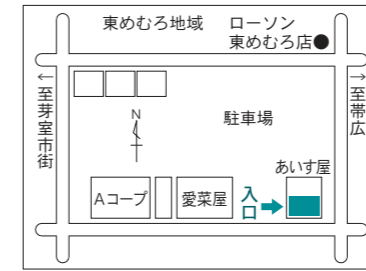 東めむろ地域
ローソン
東めむろ店●
←至芽室市街
→至帯広
N
駐車場
あいす屋
Aコープ
愛菜屋
入口